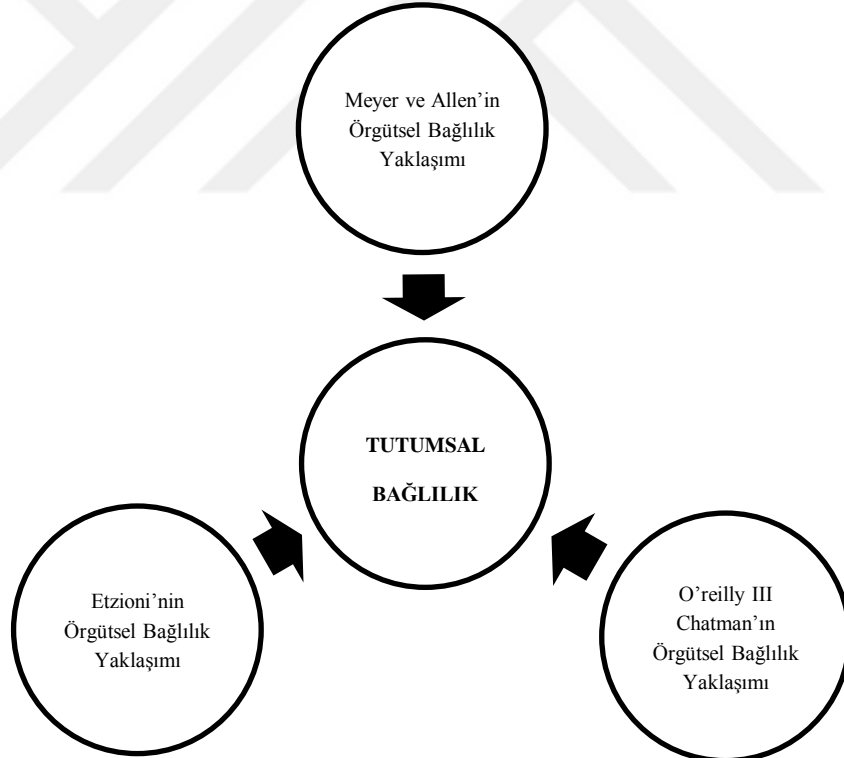 Meyer ve Allen’in
Örgütsel Bağlılık
Yaklaşımı
TUTUMSAL
BAĞLILIK
Etzioni’nin
Örgütsel Bağlılık
Yaklaşımı
O’reilly III
Chatman’ın
Örgütsel Bağlılık
Yaklaşımı